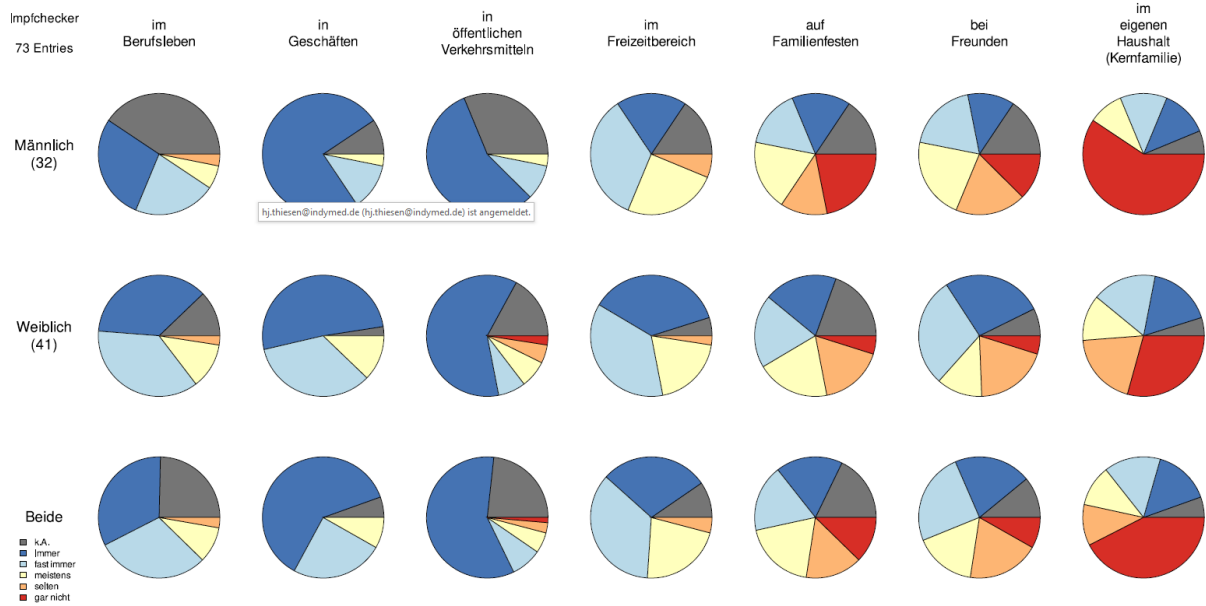 Impfchecker
73 Entries
im
Berufsleben
in
Geschäften
in
öffentlichen
Verkehrsmitteln
im
Freizeitbereich
auf
Familienfesten
bei
Freunden
im
eigenen
Haushalt
(Kernfamilie)
Männlich
(32)
hj.thiesen@indymed.de (hj.thiesen@indymed.de) ist angemeldet.
Weiblich
(41)
Beide
k.A.
Immer
fast immer
meistens
selten
gar nicht